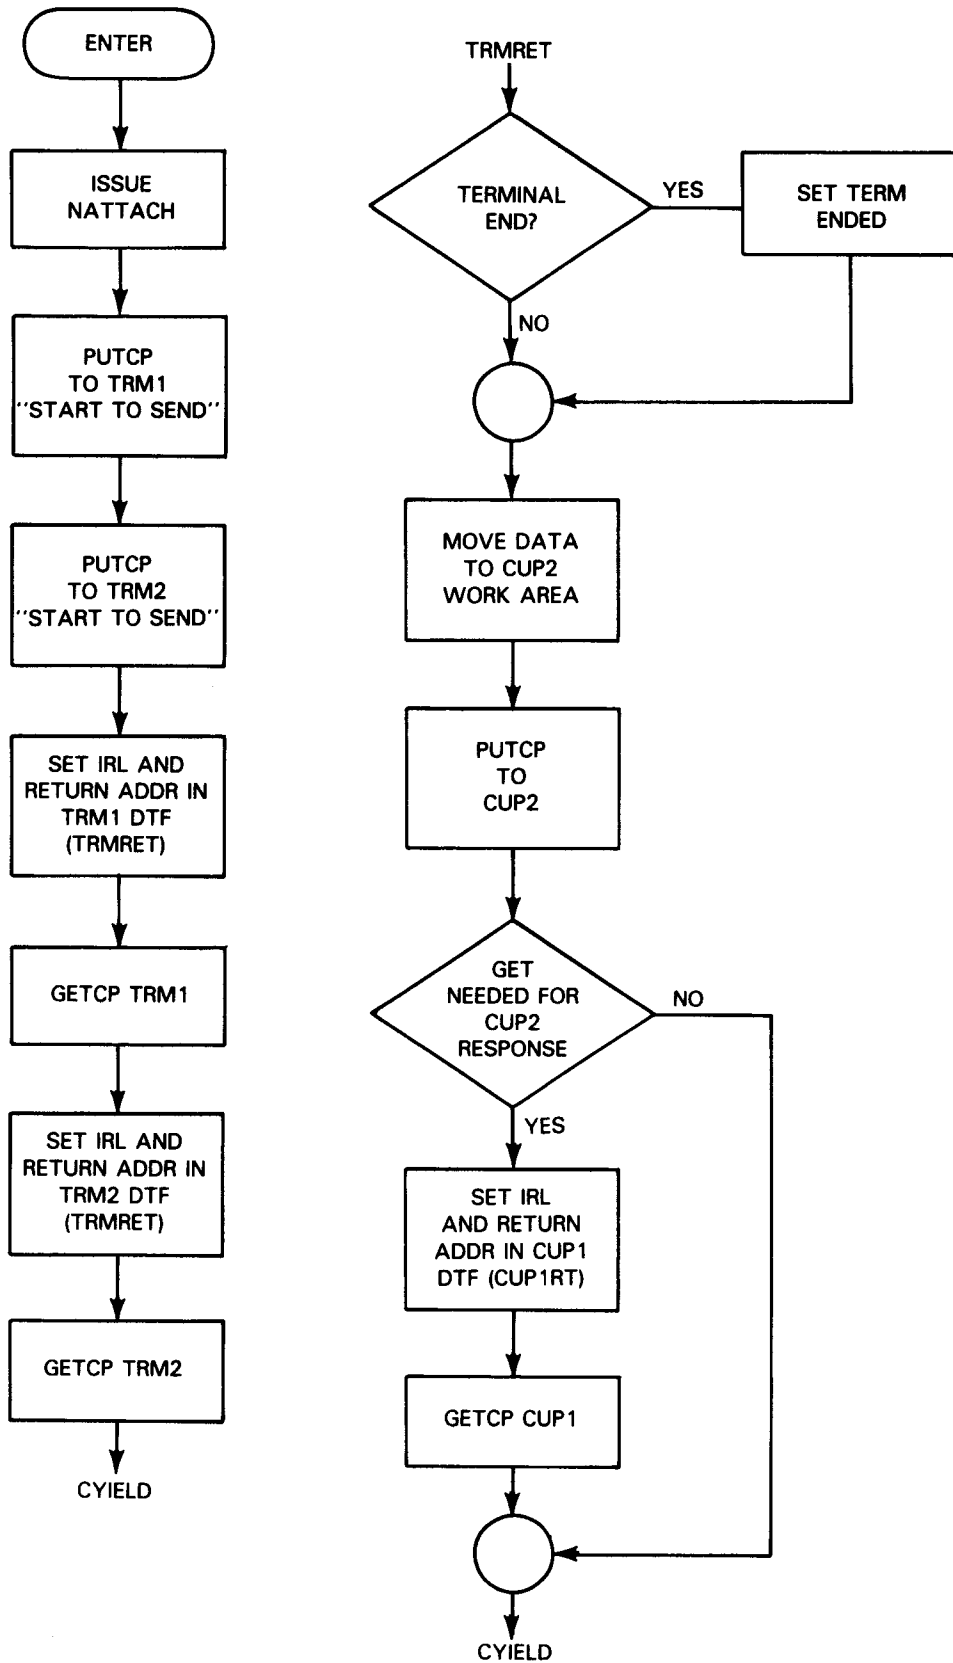 ENTER
ISSUE
NATTACH
PUTCP
TO TRM1
"START TO SEND"
PUTCP
TO TRM2
"START TO SEND"
SET IRL AND
RETURN ADDR IN
TRM1 DTF
(TRMRET)
GETCP TRM1
SET IRL AND
RETURN ADDR IN
TRM2 DTF
(TRMRET)
GETCP TRM2
CYIELD
TRMRET
TERMINAL
END?
YES
SET TERM
ENDED
NO
MOVE DATA
TO CUP2
WORK AREA
PUTCP
TO
CUP2
GET
NEEDED FOR
CUP2
RESPONSE
NO
YES
SET IRL
AND RETURN
ADDR IN CUP1
DTF (CUP1RT)
GETCP CUP1
CYIELD